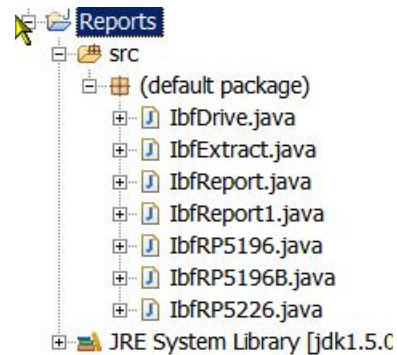 Reports
src
(default package)
IbfDrive.java
IbfExtract.java
IbfReport.java
IbfReport1.java
IbfRP5196.java
IbfRP5196B.java
IbfRP5226.java
JRE System Library [jdk1.5.0